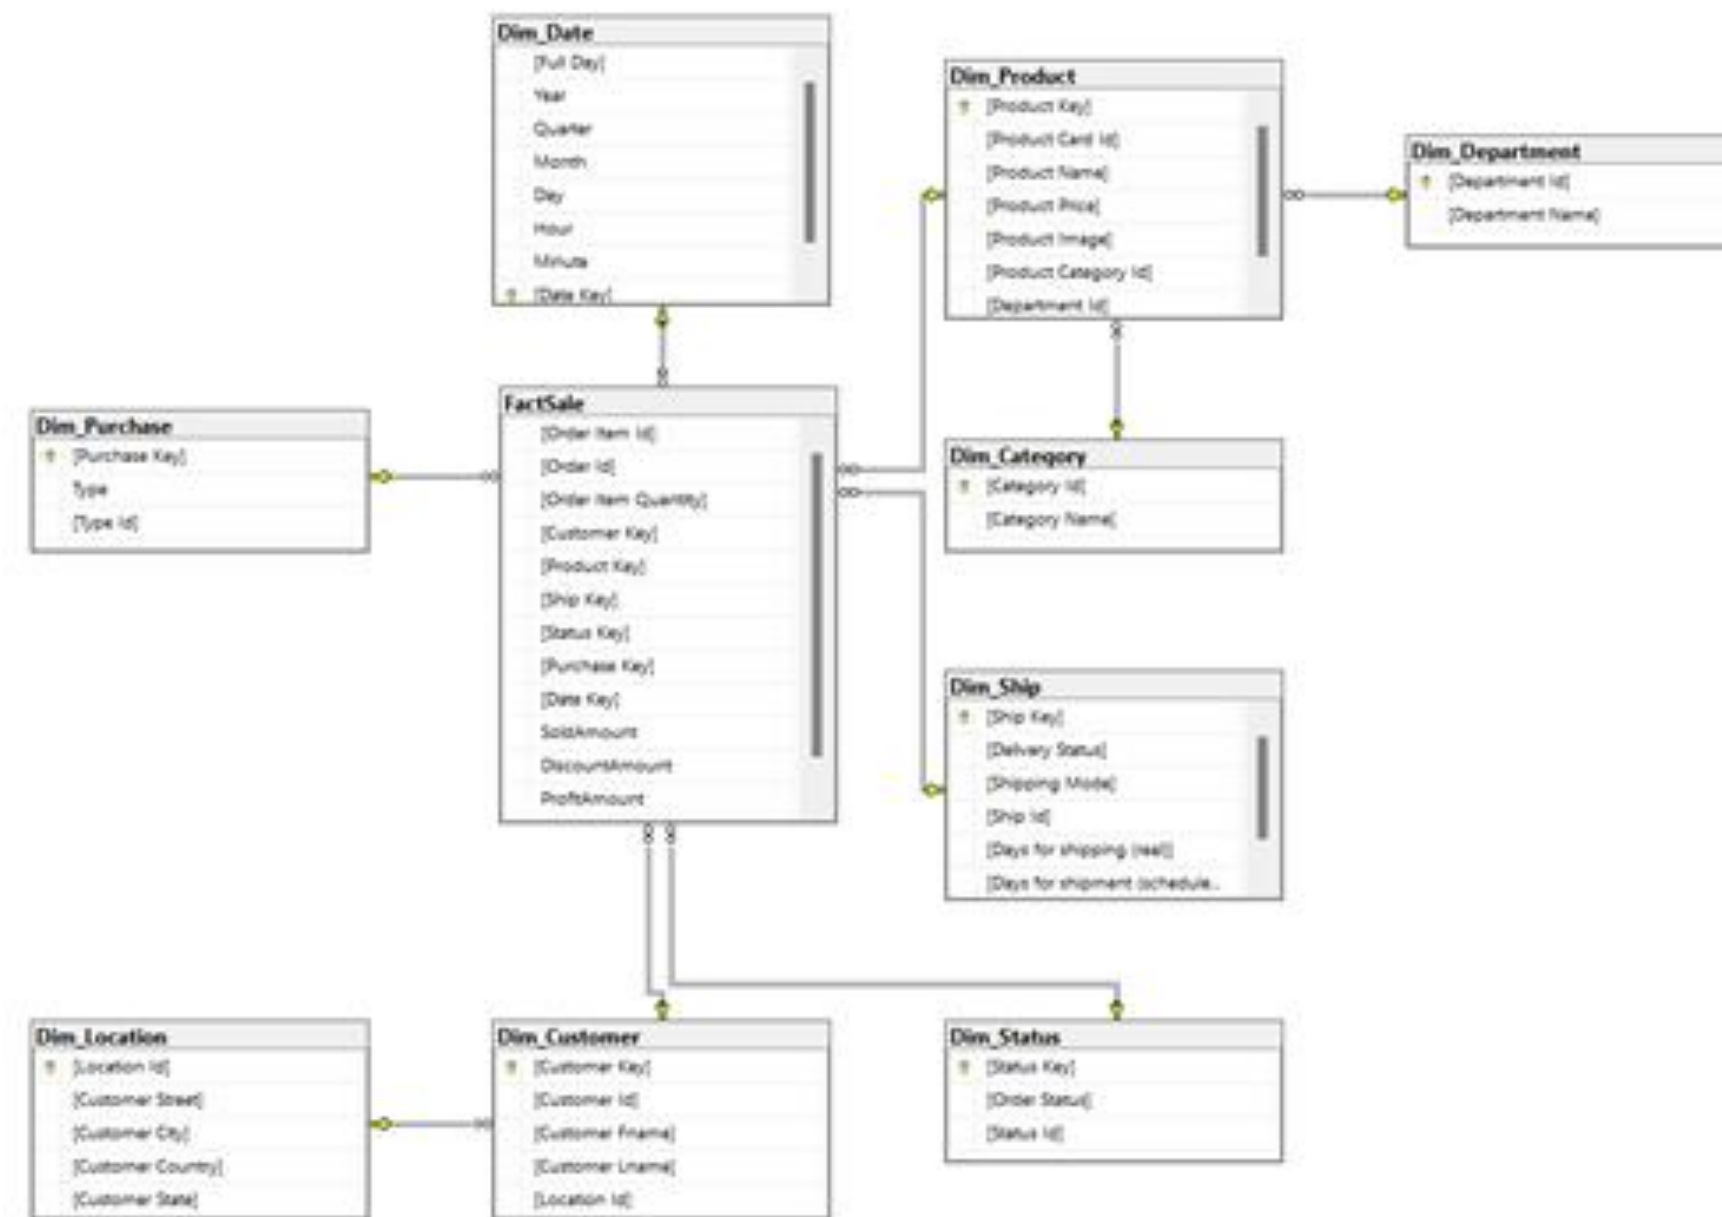 Dim_Date
[Full Day]
Year
Quarter
Month
Day
Hour
Minute
[Date Key]
Dim_Product
[Product Key]
[Product Card Id]
[Product Name]
[Product Price]
[Product Image]
[Product Category Id]
[Department Id]
Dim_Department
[Department Id]
[Department Name]
Dim_Purchase
[Purchase Key]
Type
[Type Id]
FactSale
[Order Item Id]
[Order Id]
[Order Item Quantity]
[Customer Key]
[Product Key]
[Ship Key]
[Status Key]
[Purchase Key]
[Date Key]
SoldAmount
DiscountAmount
ProfitAmount
Dim_Category
[Category Id]
[Category Name]
Dim_Ship
[Ship Key]
[Delivery Status]
[Shipping Mode]
[Ship Id]
[Days for shipping (real)]
[Days for shipment (schedule...
Dim_Location
[Location Id]
[Customer Street]
[Customer City]
[Customer Country]
[Customer State]
Dim_Customer
[Customer Key]
[Customer Id]
[Customer Fname]
[Customer Lname]
[Location Id]
Dim_Status
[Status Key]
[Order Status]
[Status Id]